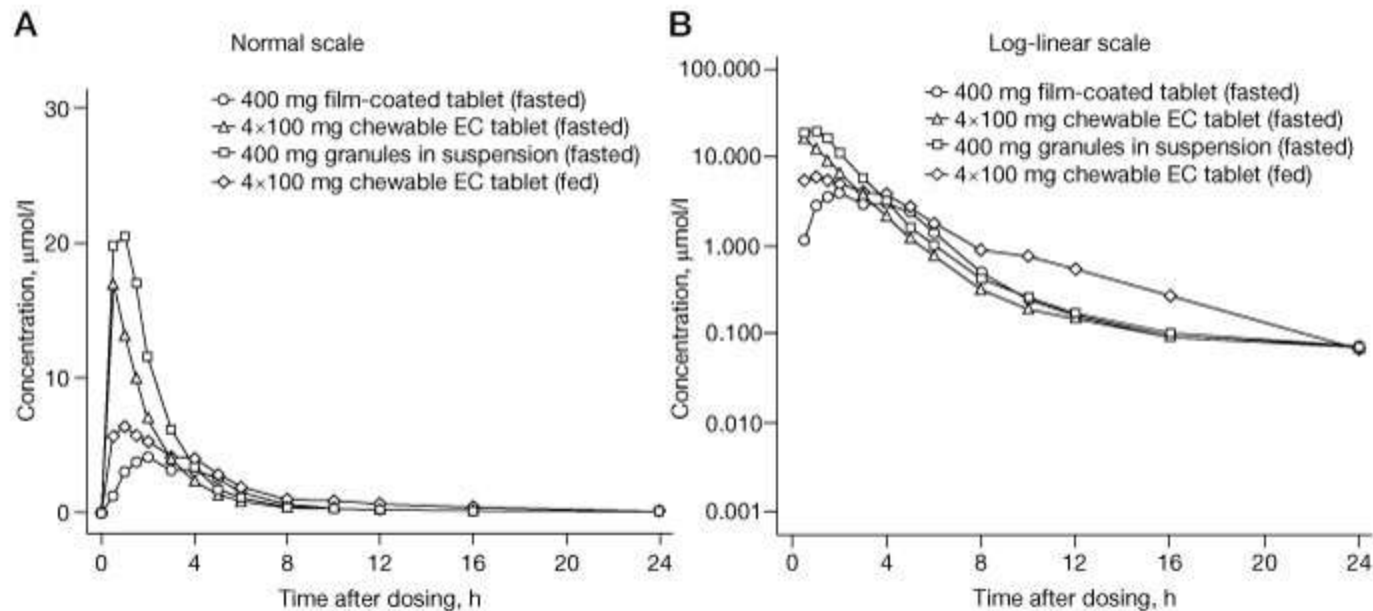 A
Normal scale
400 mg film-coated tablet (fasted)
4×100 mg chewable EC tablet (fasted)
400 mg granules in suspension (fasted)
4×100 mg chewable EC tablet (fed)
Concentration, μmol/l
30
20
10
0
0 4 8 12 16 20 24
Time after dosing, h
B
Log-linear scale
400 mg film-coated tablet (fasted)
4×100 mg chewable EC tablet (fasted)
400 mg granules in suspension (fasted)
4×100 mg chewable EC tablet (fed)
Concentration, μmol/l
100.000
10.000
1.000
0.100
0.010
0.001
0 4 8 12 16 20 24
Time after dosing, h